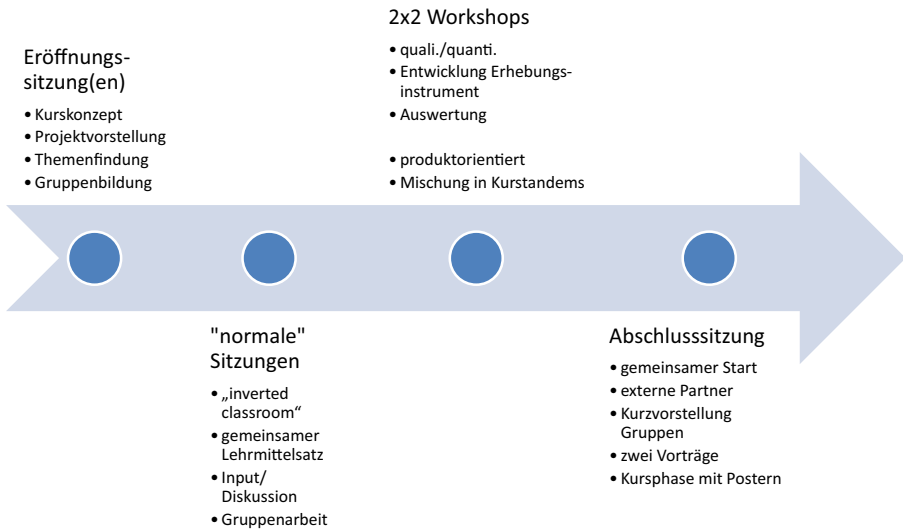 Eröffnungs-
sitzung(en)
• Kurskonzept
• Projektvorstellung
• Themenfindung
• Gruppenbildung
"normale"
Sitzungen
• „inverted
classroom“
• gemeinsamer
Lehrmittelsatz
• Input/
Diskussion
• Gruppenarbeit
2x2 Workshops
• quali./quanti.
• Entwicklung Erhebungs-
instrument
• Auswertung
• produktorientiert
• Mischung in Kurstandems
Abschlusssitzung
• gemeinsamer Start
• externe Partner
• Kurzvorstellung
Gruppen
• zwei Vorträge
• Kursphase mit Postern